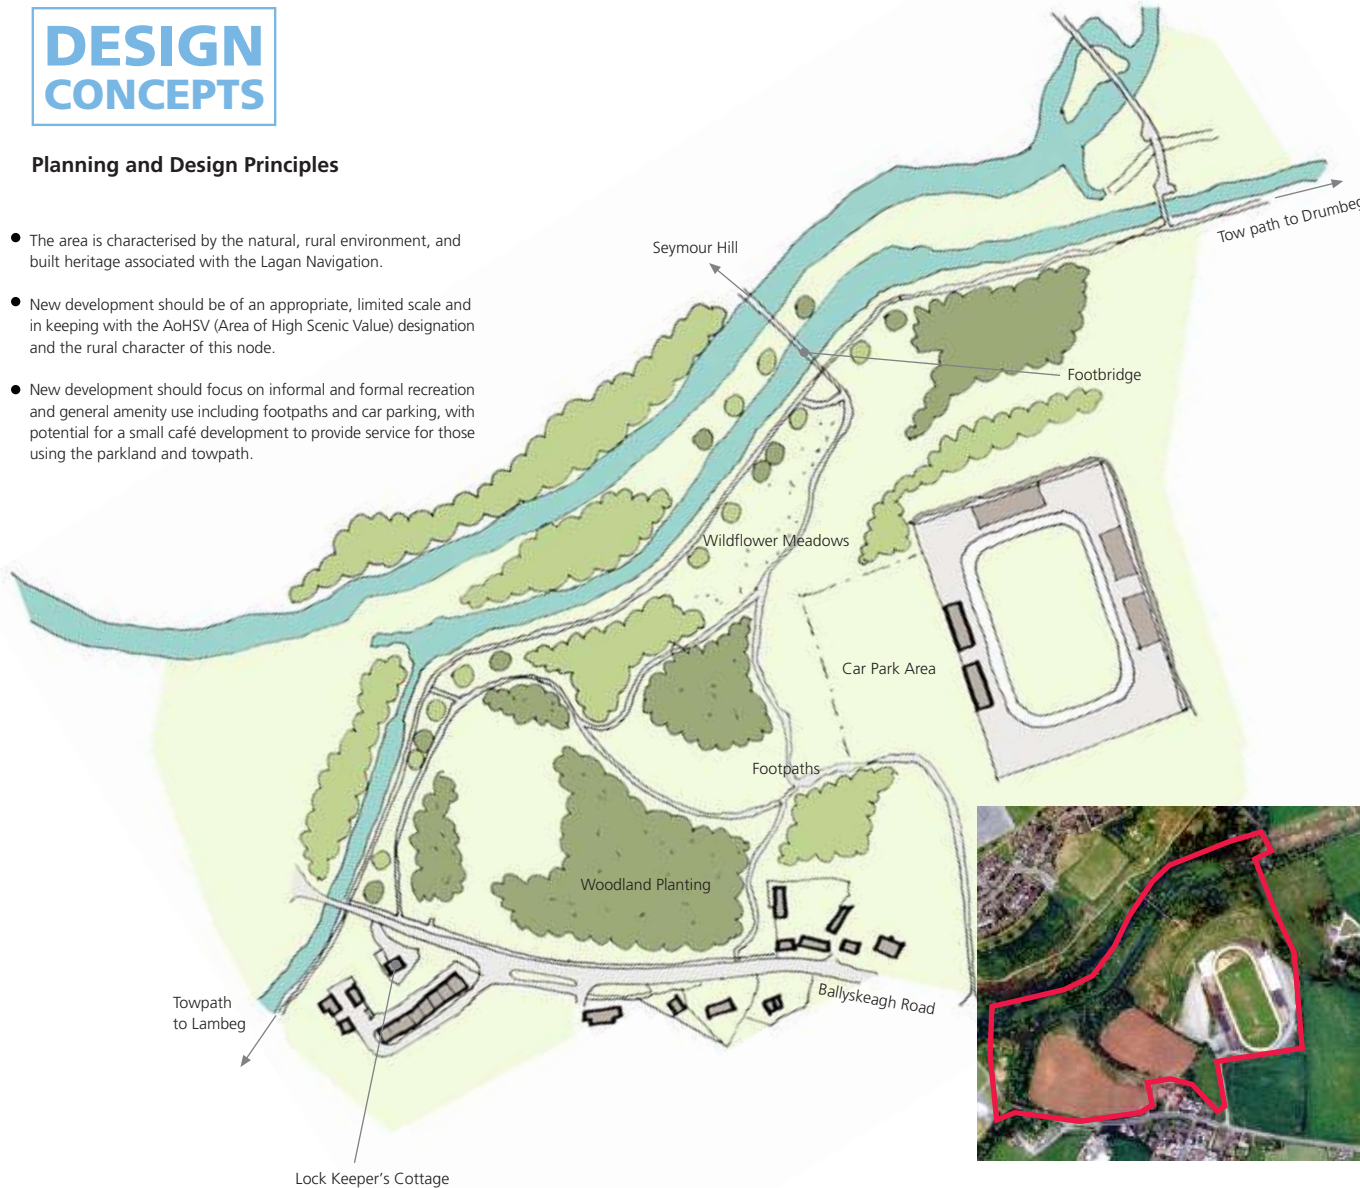 DESIGN
CONCEPTS
Planning and Design Principles
● The area is characterised by the natural, rural environment, and
built heritage associated with the Lagan Navigation.
● New development should be of an appropriate, limited scale and
in keeping with the AoHSV (Area of High Scenic Value) designation
and the rural character of this node.
● New development should focus on informal and formal recreation
and general amenity use including footpaths and car parking, with
potential for a small café development to provide service for those
using the parkland and towpath.
Tow path to Drumbeg
Seymour Hill
Footbridge
Wildflower Meadows
Car Park Area
Footpaths
Woodland Planting
Ballyskeagh Road
Towpath
to Lambeg
Lock Keeper's Cottage